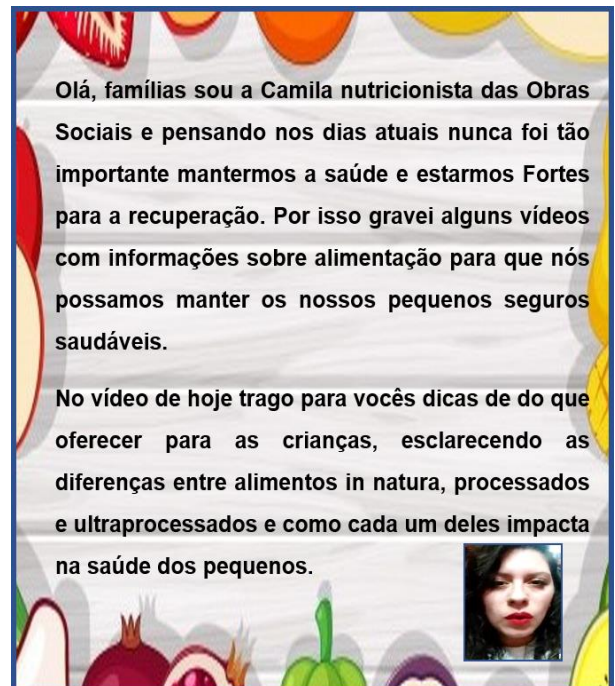 Olá, famílias sou a Camila nutricionista das Obras
Sociais e pensando nos dias atuais nunca foi tão
importante mantermos a saúde e estarmos Fortes
para a recuperação. Por isso gravei alguns vídeos
com informações sobre alimentação para que nós
possamos manter os nossos pequenos seguros
saudáveis.
No vídeo de hoje trago para vocês dicas de do que
oferecer para as crianças, esclarecendo as
diferenças entre alimentos in natura, processados
e ultraprocessados e como cada um deles impacta
na saúde dos pequenos.